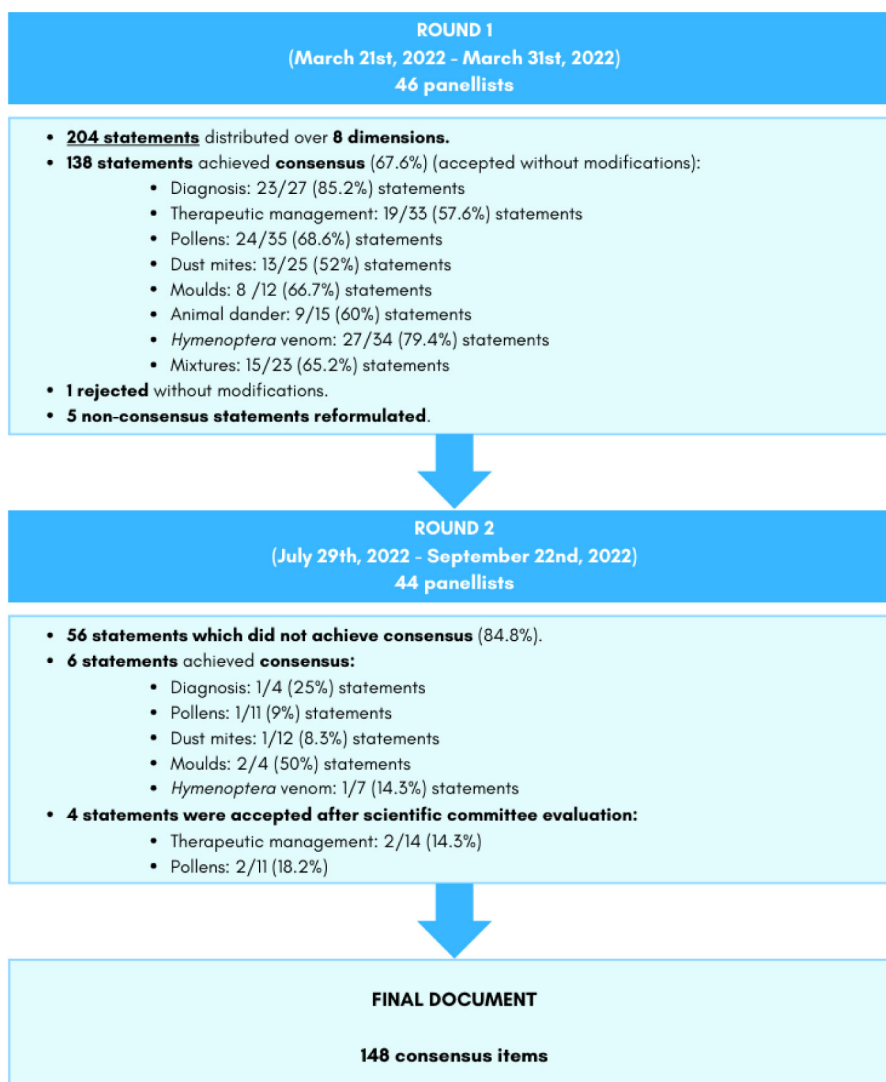 ROUND 1
(March 21st, 2022 - March 31st, 2022)
46 panellists
• 204 statements distributed over 8 dimensions.
• 138 statements achieved consensus (67.6%) (accepted without modifications):
• Diagnosis: 23/27 (85.2%) statements
• Therapeutic management: 19/33 (57.6%) statements
• Pollens: 24/35 (68.6%) statements
• Dust mites: 13/25 (52%) statements
• Moulds: 8 /12 (66.7%) statements
• Animal dander: 9/15 (60%) statements
• Hymenoptera venom: 27/34 (79.4%) statements
• Mixtures: 15/23 (65.2%) statements
• 1 rejected without modifications.
• 5 non-consensus statements reformulated.
ROUND 2
(July 29th, 2022 - September 22nd, 2022)
44 panellists
• 56 statements which did not achieve consensus (84.8%).
• 6 statements achieved consensus:
• Diagnosis: 1/4 (25%) statements
• Pollens: 1/11 (9%) statements
• Dust mites: 1/12 (8.3%) statements
• Moulds: 2/4 (50%) statements
• Hymenoptera venom: 1/7 (14.3%) statements
• 4 statements were accepted after scientific committee evaluation:
• Therapeutic management: 2/14 (14.3%)
• Pollens: 2/11 (18.2%)
FINAL DOCUMENT
148 consensus items